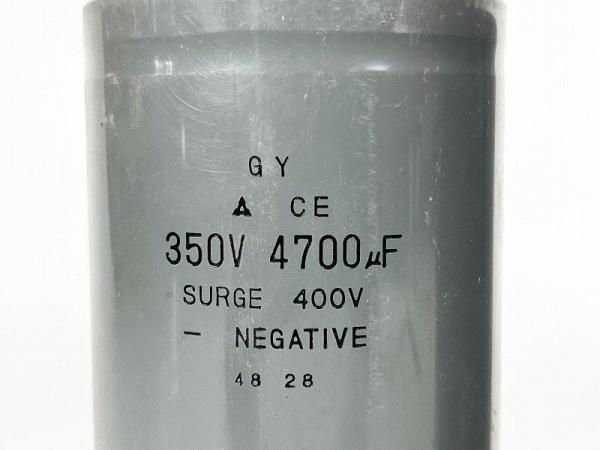 GY
CE
350V 4700µF
SURGE 400V
− NEGATIVE
48 28